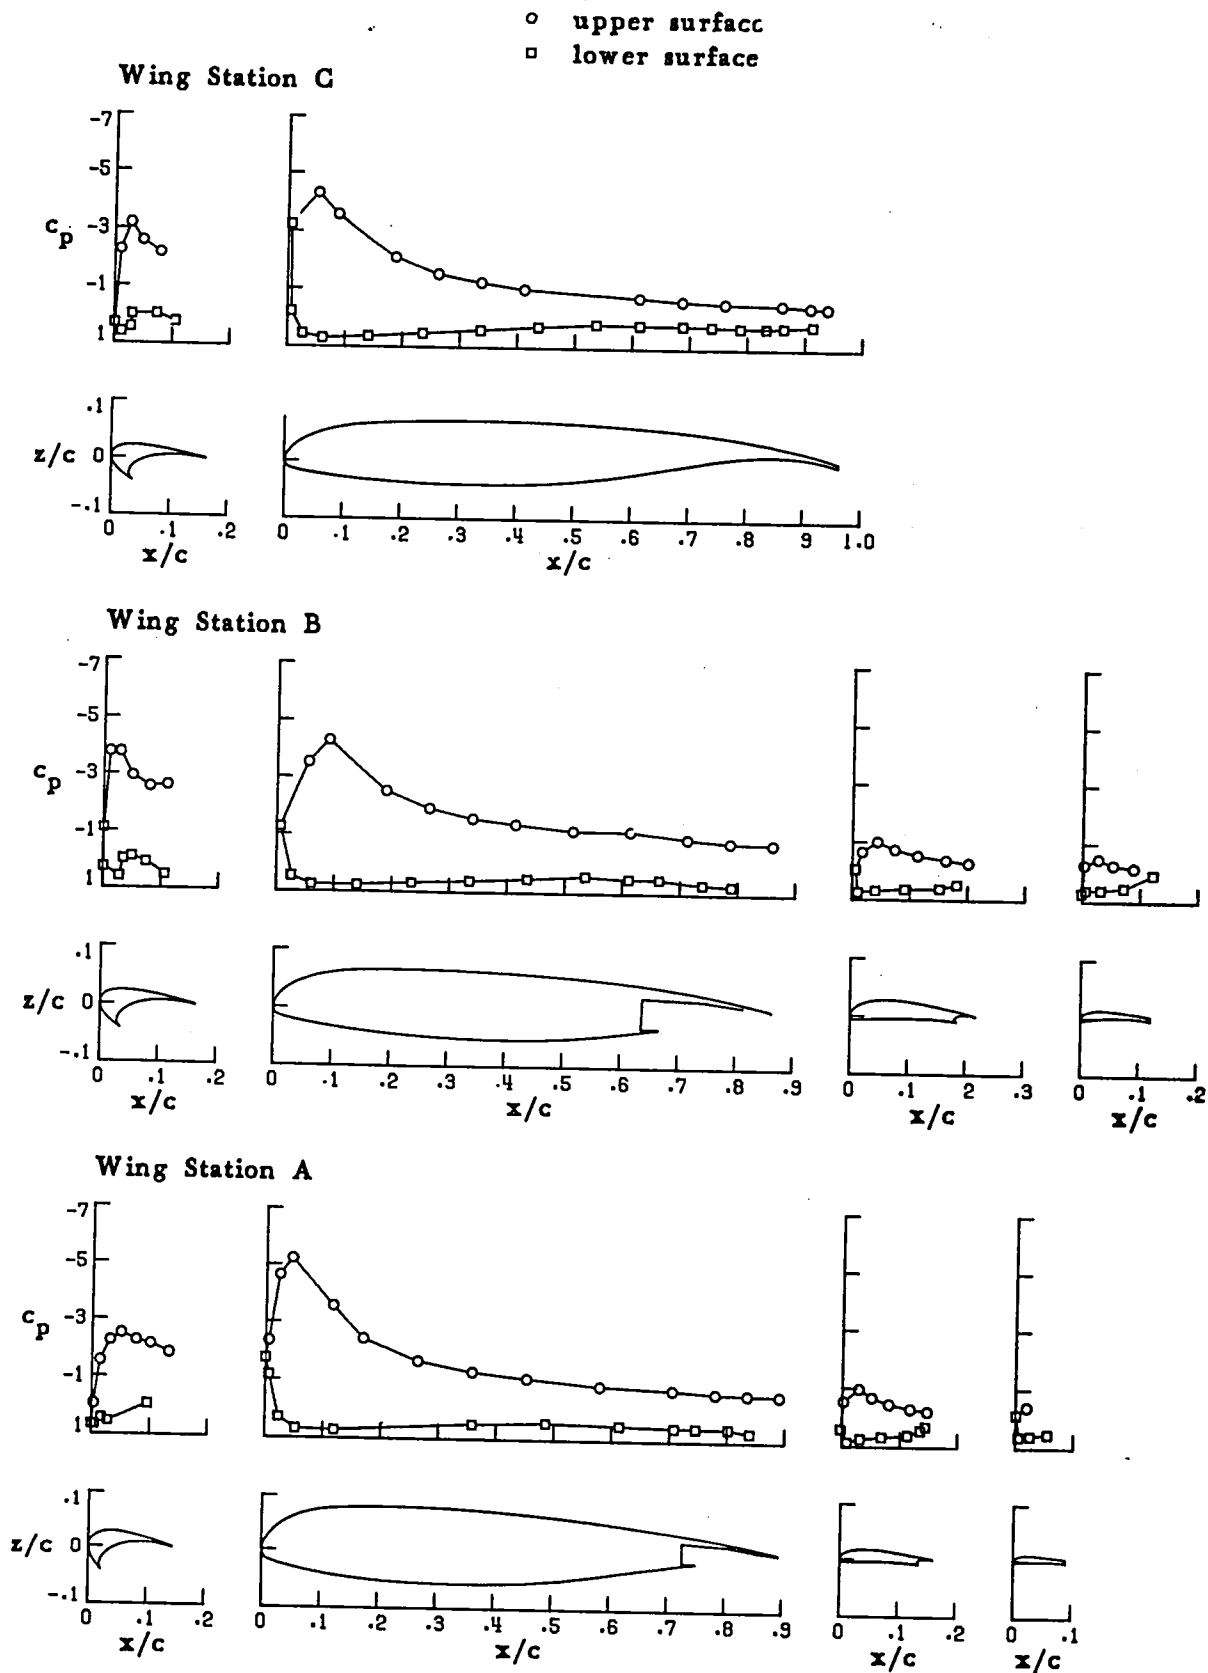 upper surface
lower surface
Wing Station C
-7
-5
c_p -3
-1
1
.1
z/c 0
-.1
0 .1 .2 0 .1 .2 .3 .4 .5 .6 .7 .8 .9 1.0
x/c x/c
Wing Station B
-7
-5
c_p -3
-1
1
.1
z/c 0
-.1
0 .1 .2 0 .1 .2 .3 .4 .5 .6 .7 .8 .9 0 .1 .2 .3 0 .1 .2
x/c x/c x/c x/c
Wing Station A
-7
-5
c_p -3
-1
1
.1
z/c 0
-.1
0 .1 .2 0 .1 .2 .3 .4 .5 .6 .7 .8 .9 0 .1 .2 0 .1
x/c x/c x/c x/c